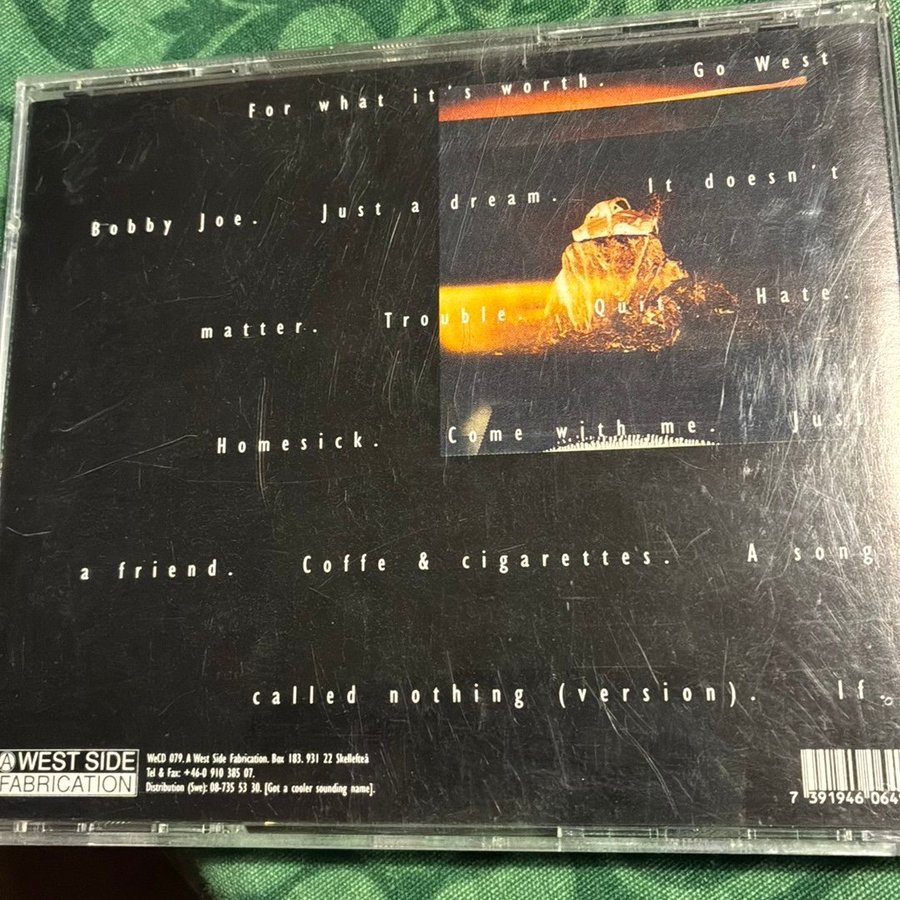 For what it's worth. Go West
Bobby Joe. Just a dream. It doesn't
matter. Trouble. Quit. Hate.
Homesick. Come with me. Just
a friend. Coffe & cigarettes. A song
called nothing (version). If.
A WEST SIDE
FABRICATION
WeCD 079. A West Side Fabrication. Box 183. 931 22 Skellefteå
Tel & Fax: +46-0 910 385 07.
Distribution (Swe): 08-735 53 30. [Got a cooler sounding name].
7 391946 064